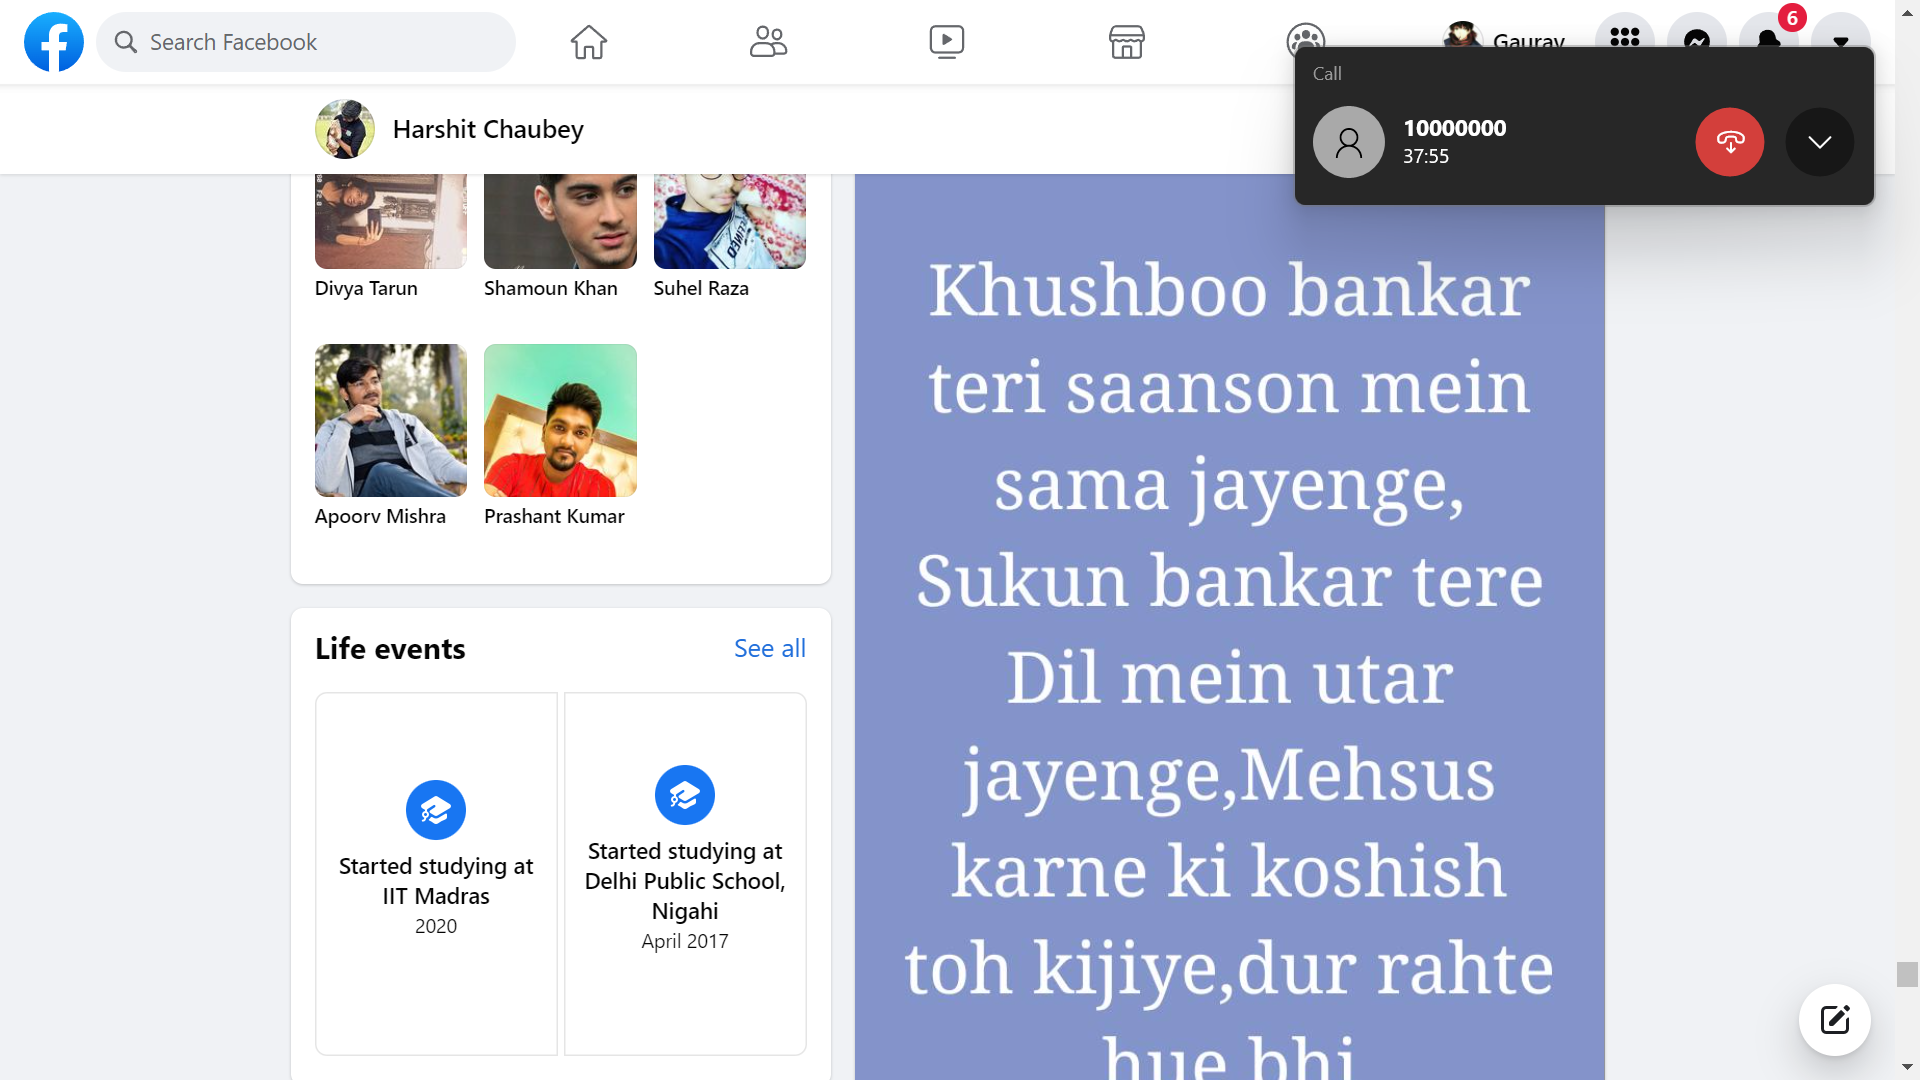 Search Facebook
Gaurav
6
Call
10000000
37:55
Harshit Chaubey
Divya Tarun
Shamoun Khan
Suhel Raza
Apoorv Mishra
Prashant Kumar
Life events
See all
Started studying at
IIT Madras
2020
Started studying at
Delhi Public School,
Nigahi
April 2017
Khushboo bankar
teri saanson mein
sama jayenge,
Sukun bankar tere
Dil mein utar
jayenge,Mehsus
karne ki koshish
toh kijiye,dur rahte
hue bhi